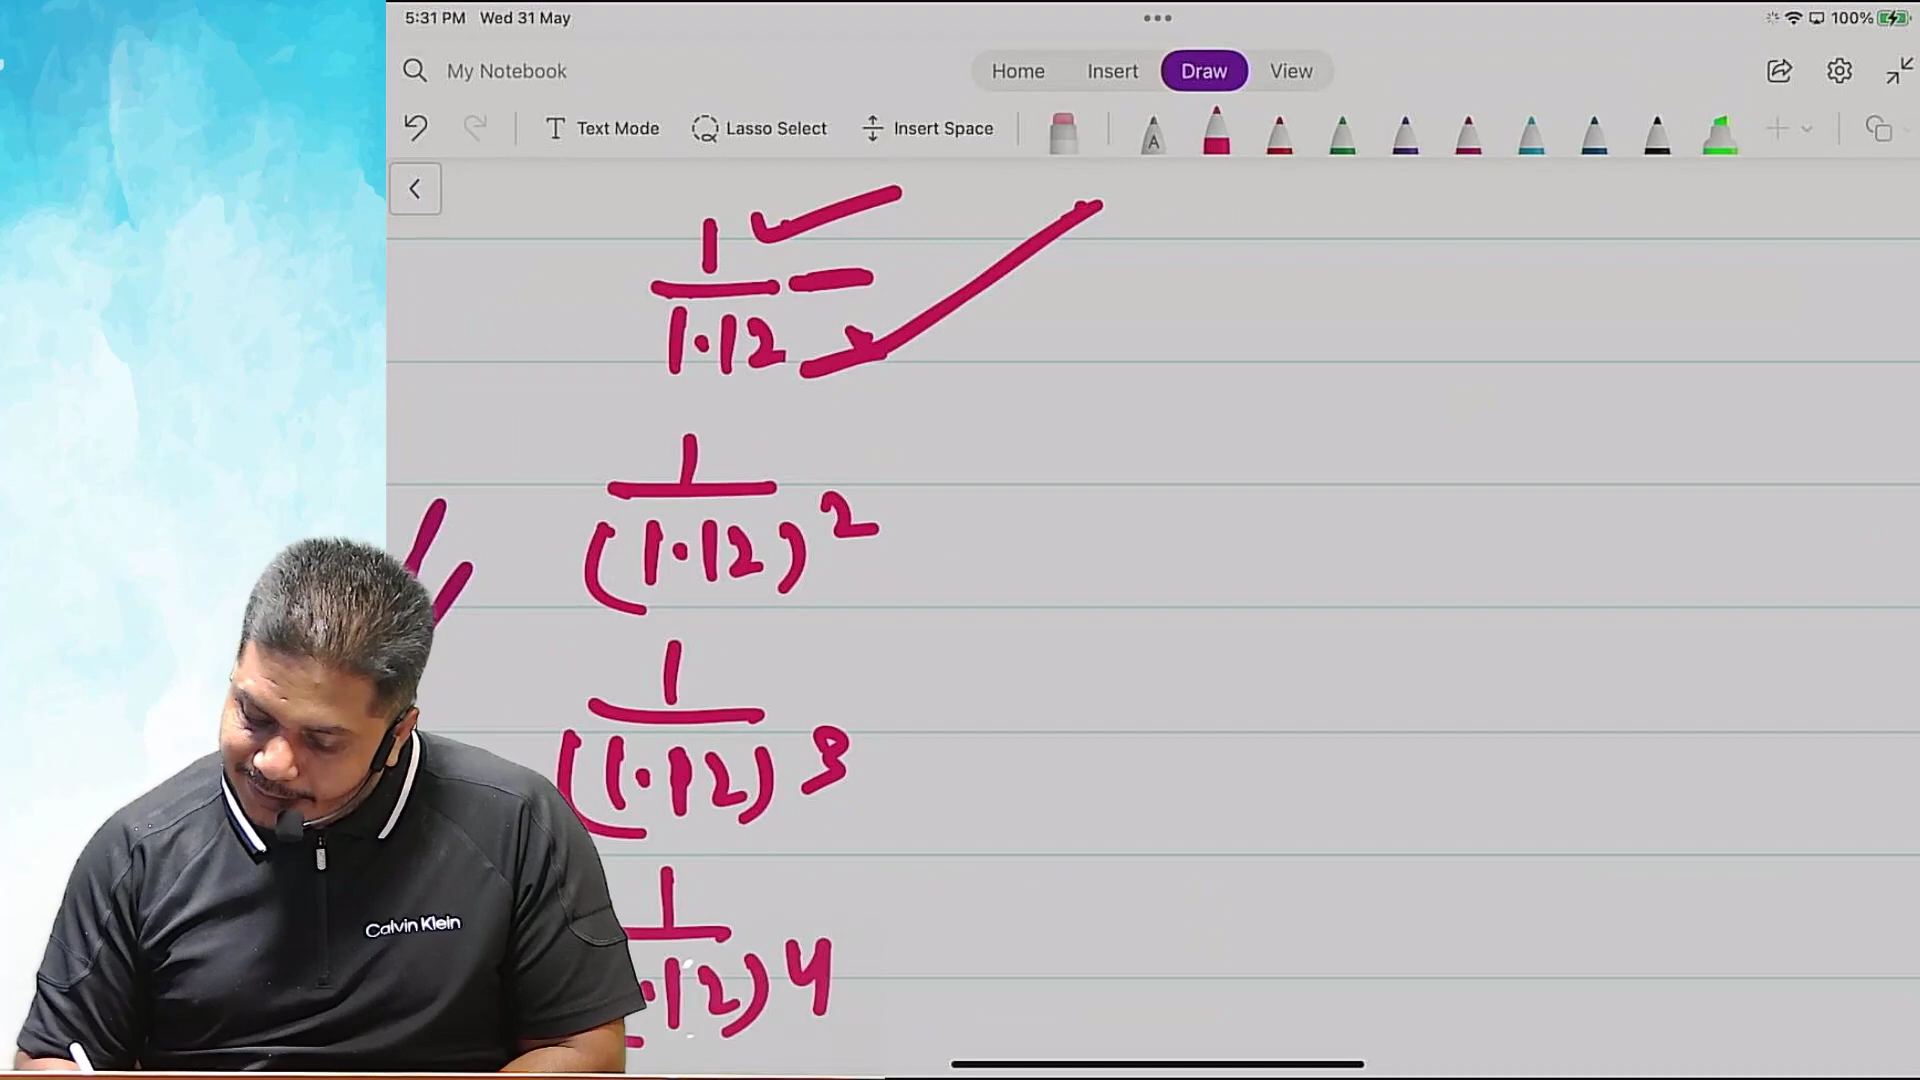 5:31 PM Wed 31 May
100%
My Notebook
Home Insert Draw View
Text Mode Lasso Select Insert Space
A
1
1.12
1
(1.12)2
1
(1.12)3
1
.12)4
Calvin Klein